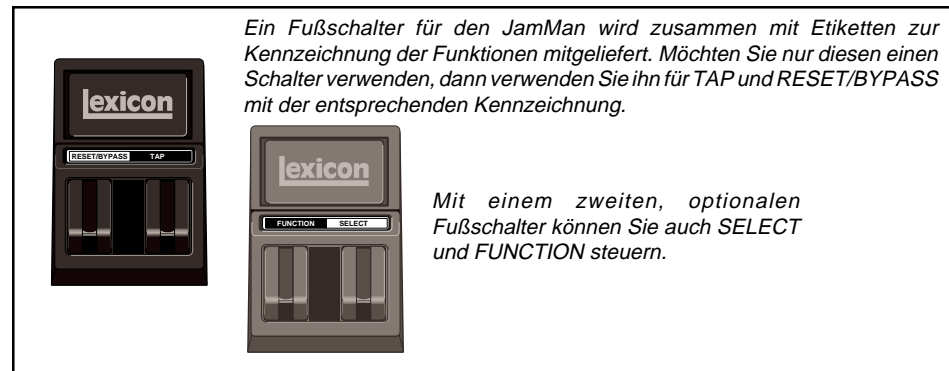 Ein Fußschalter für den JamMan wird zusammen mit Etiketten zur
Kennzeichnung der Funktionen mitgeliefert. Möchten Sie nur diesen einen
Schalter verwenden, dann verwenden Sie ihn für TAP und RESET/BYPASS
mit der entsprechenden Kennzeichnung.
lexicon
RESET/BYPASS TAP
lexicon
FUNCTION SELECT
Mit einem zweiten, optionalen
Fußschalter können Sie auch SELECT
und FUNCTION steuern.